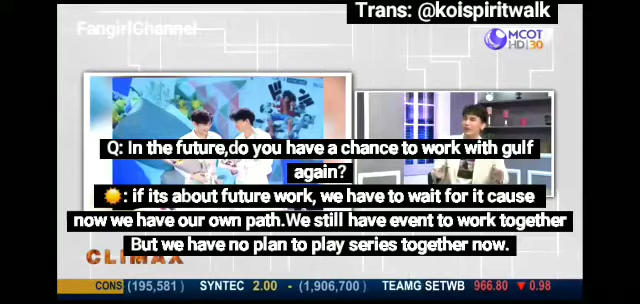 Trans: @koispiritwalk
FangirlChannel
MCOT
HD 30
Q: In the future,do you have a chance to work with gulf
again?
☀️: if its about future work, we have to wait for it cause
now we have our own path.We still have event to work together
But we have no plan to play series together now.
CLIMAX
CONS (195,581) SYNTEC 2.00 - (1,906,700) TEAMG SETWB 966.80 ▼ 0.98